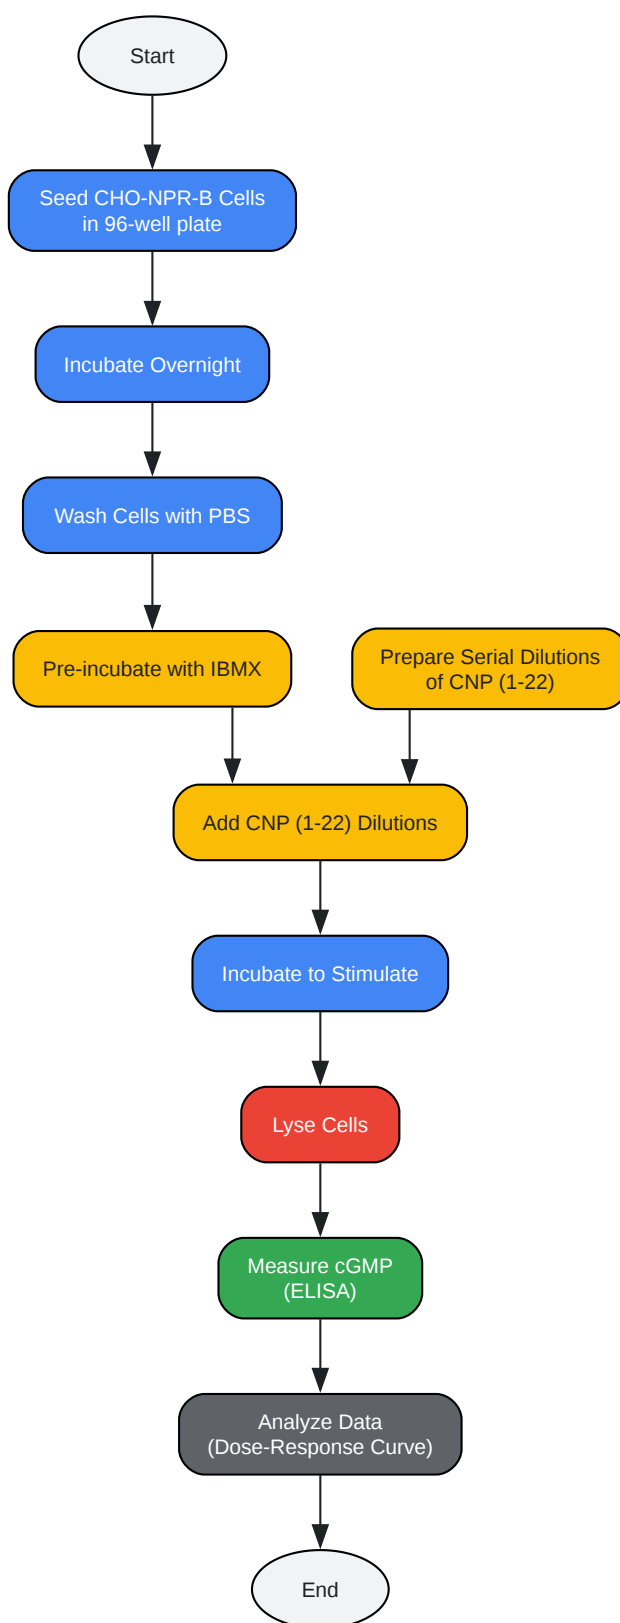 Start
Seed CHO-NPR-B Cells
in 96-well plate
Incubate Overnight
Wash Cells with PBS
Pre-incubate with IBMX
Prepare Serial Dilutions
of CNP (1-22)
Add CNP (1-22) Dilutions
Incubate to Stimulate
Lyse Cells
Measure cGMP
(ELISA)
Analyze Data
(Dose-Response Curve)
End